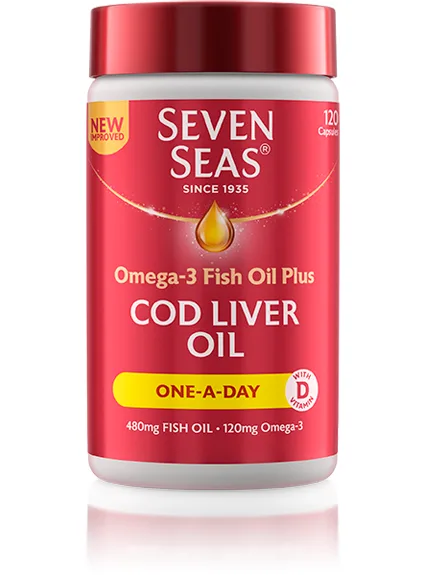 NEW
IMPROVED
120
Capsules
SEVEN
SEAS®
SINCE 1935
Omega-3 Fish Oil Plus
COD LIVER
OIL
ONE-A-DAY
WITH
D
VITAMIN
480mg FISH OIL • 120mg Omega-3